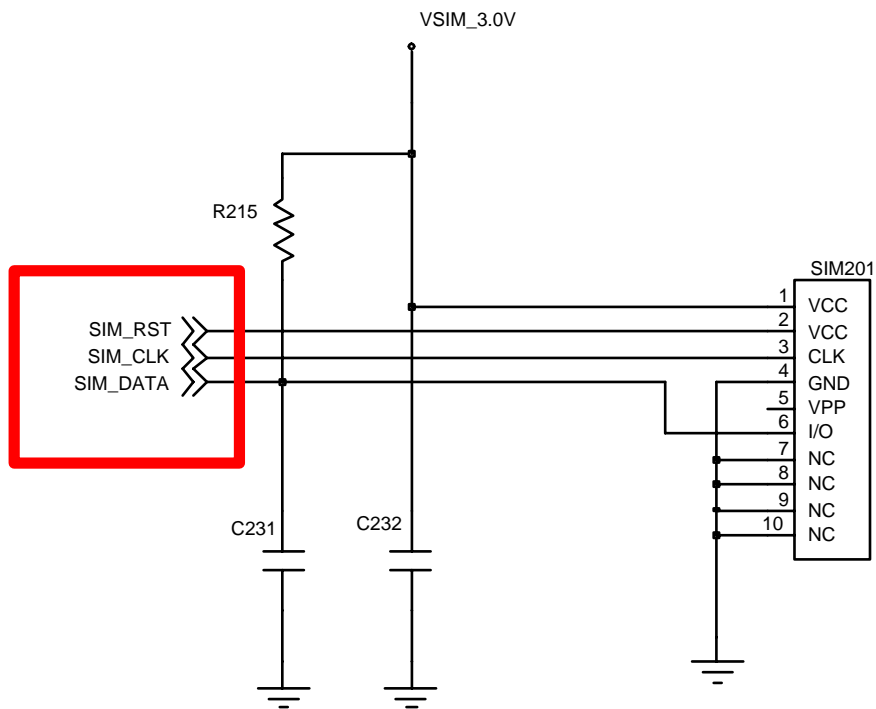 VSIM_3.0V
R215
SIM201
SIM_RST
SIM_CLK
SIM_DATA
1 VCC
2 VCC
3 CLK
4 GND
5 VPP
6 I/O
7 NC
8 NC
9 NC
10 NC
C231
C232